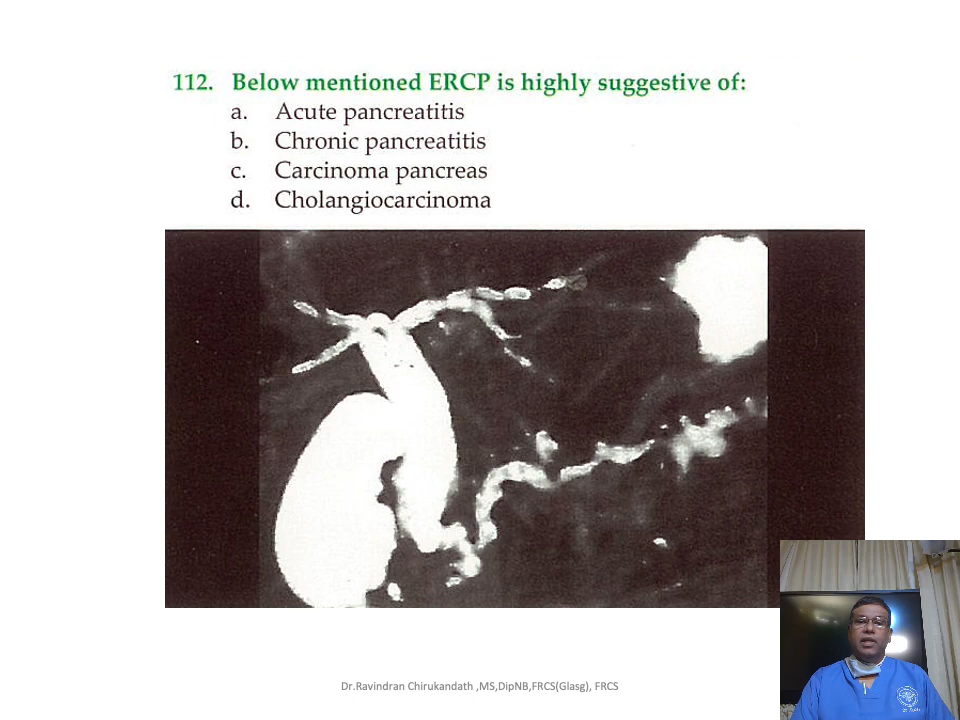 112. Below mentioned ERCP is highly suggestive of:
a. Acute pancreatitis
b. Chronic pancreatitis
c. Carcinoma pancreas
d. Cholangiocarcinoma
Dr.Ravindran Chirukandath ,MS,DipNB,FRCS(Glasg), FRCS